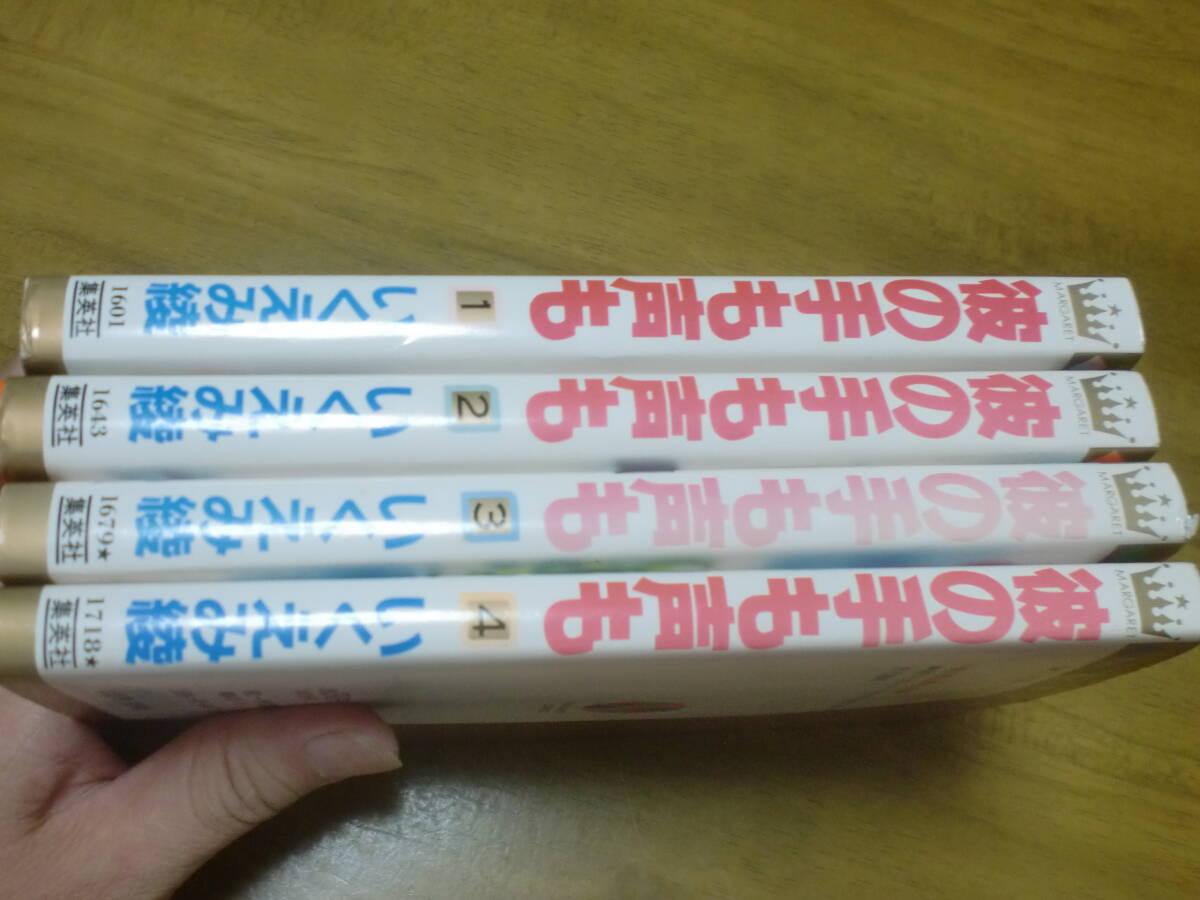 MARGARET 彼の手も声も 1 いくえみ綾 1601 集英社
MARGARET 彼の手も声も 2 いくえみ綾 1643 集英社
MARGARET 彼の手も声も 3 いくえみ綾 1679★ 集英社
MARGARET 彼の手も声も 4 いくえみ綾 1718★ 集英社